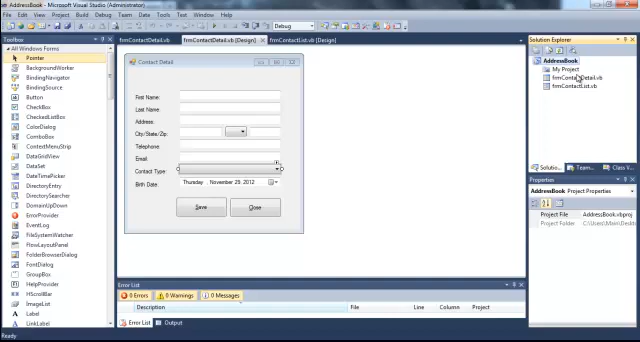 AddressBook - Microsoft Visual Studio (Administrator)
File Edit View Project Build Debug Team Data Tools Test Window Help
Debug
Toolbox
All Windows Forms
Pointer
BackgroundWorker
BindingNavigator
BindingSource
Button
CheckBox
CheckedListBox
ColorDialog
ComboBox
ContextMenuStrip
DataGridView
DataSet
DateTimePicker
DirectoryEntry
DirectorySearcher
DomainUpDown
ErrorProvider
EventLog
FileSystemWatcher
FlowLayoutPanel
FolderBrowserDialog
FontDialog
GroupBox
HelpProvider
HScrollBar
ImageList
Label
LinkLabel
frmContactDetail.vb
frmContactDetail.vb [Design]
frmContactList.vb [Design]
Contact Detail
First Name:
Last Name:
Address:
City/State/Zip:
Telephone:
Email:
Contact Type:
Birth Date:
Thursday , November 29, 2012
Save
Close
Error List
0 Errors
0 Warnings
0 Messages
Description
File
Line
Column
Project
Error List
Output
Solution Explorer
AddressBook
My Project
frmContactDetail.vb
frmContactList.vb
Solutio...
Team...
Class V...
Properties
AddressBook Project Properties
Project File
AddressBook.vbproj
Project Folder
C:\Users\Main\Deskto
Ready